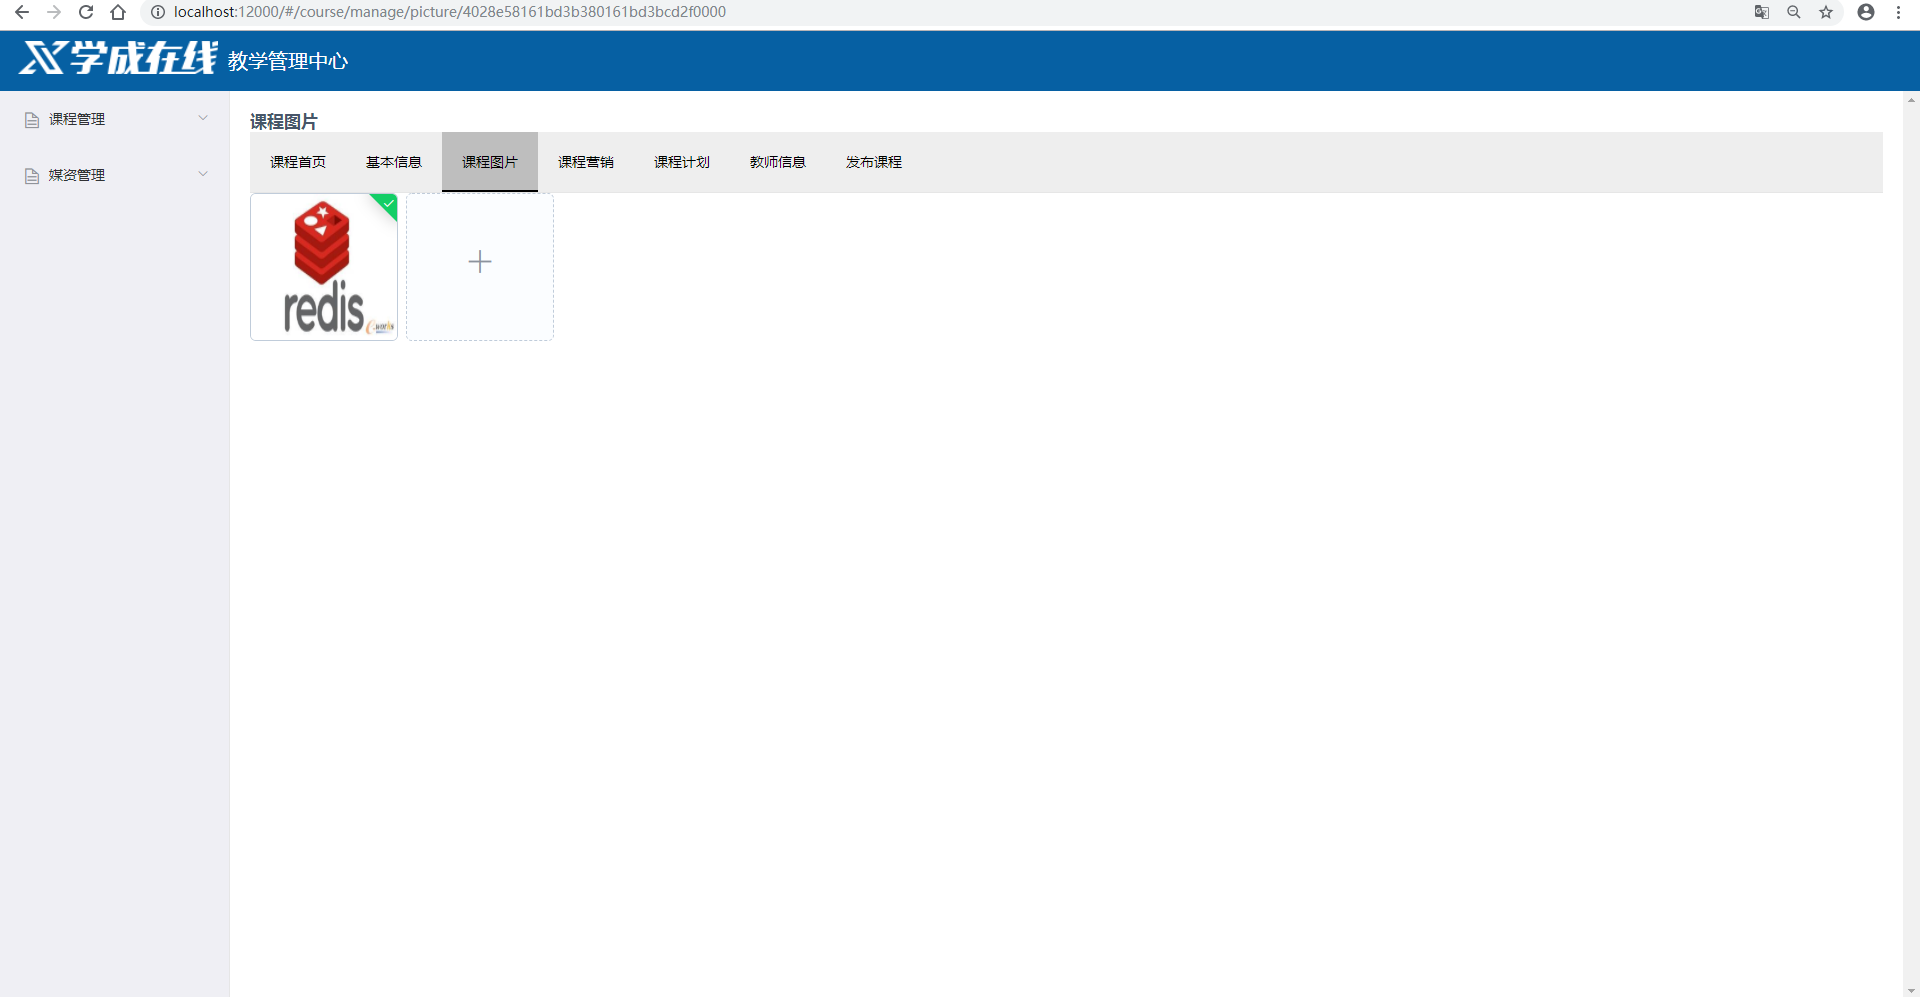 localhost:12000/#/course/manage/picture/4028e58161bd3b380161bd3bcd2f0000
学成在线 教学管理中心
课程管理
媒资管理
课程图片
课程首页 基本信息 课程图片 课程营销 课程计划 教师信息 发布课程
redis